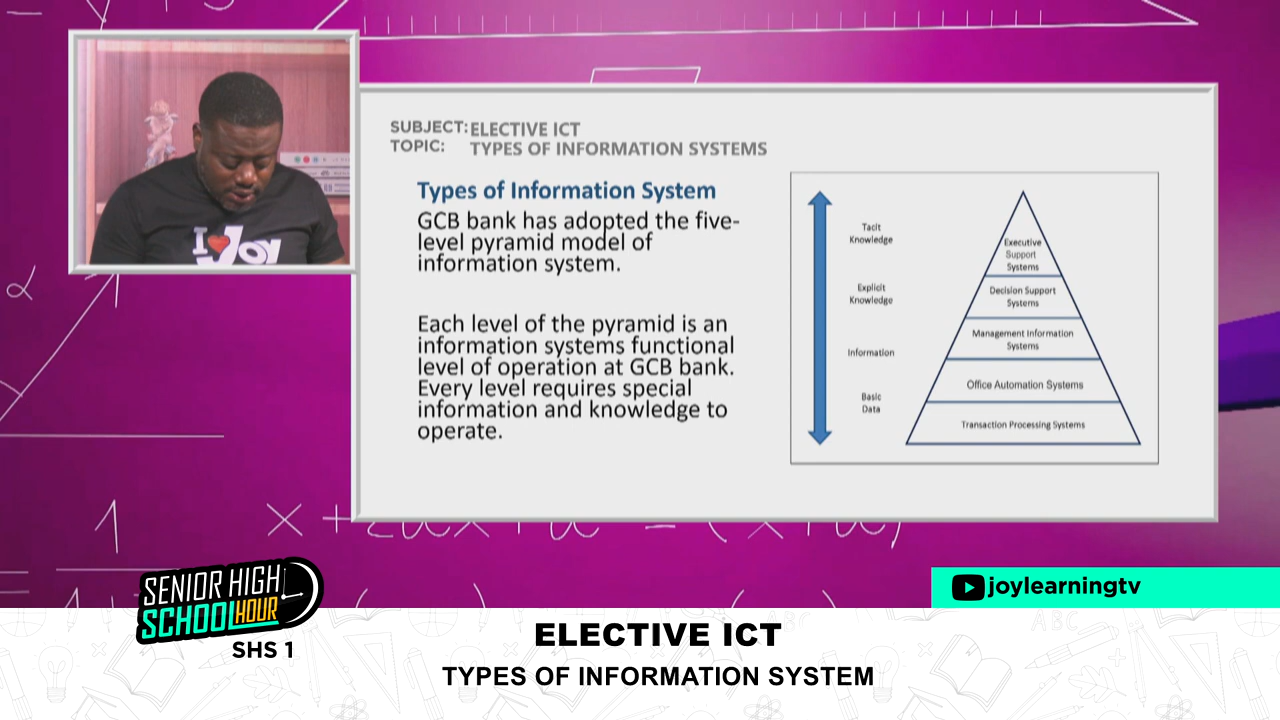 I ❤ Joy
SUBJECT: ELECTIVE ICT
TOPIC: TYPES OF INFORMATION SYSTEMS
Types of Information System
GCB bank has adopted the five-
level pyramid model of
information system.
Each level of the pyramid is an
information systems functional
level of operation at GCB bank.
Every level requires special
information and knowledge to
operate.
Tacit
Knowledge
Explicit
Knowledge
Information
Basic
Data
Executive
Support
Systems
Decision Support
Systems
Management Information
Systems
Office Automation Systems
Transaction Processing Systems
SENIOR HIGH
SCHOOL HOUR
SHS 1
joylearningtv
ELECTIVE ICT
TYPES OF INFORMATION SYSTEM